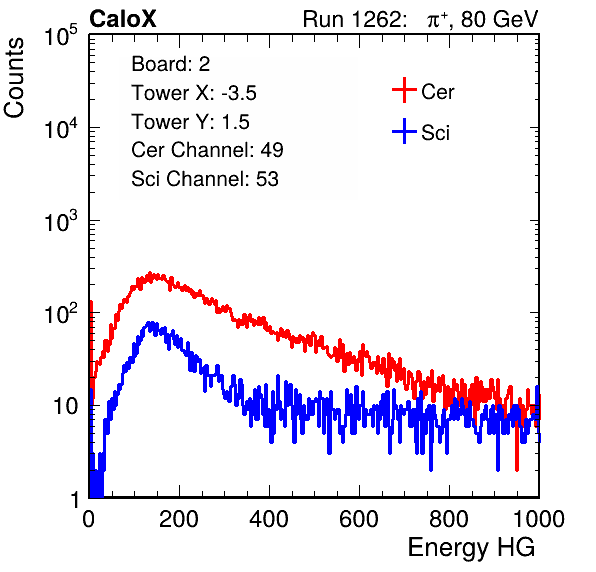 CaloX Run 1262: π⁺, 80 GeV
Counts
Board: 2
Tower X: -3.5
Tower Y: 1.5
Cer Channel: 49
Sci Channel: 53
Cer
Sci
10⁵
10⁴
10³
10²
10
1
0 200 400 600 800 1000
Energy HG